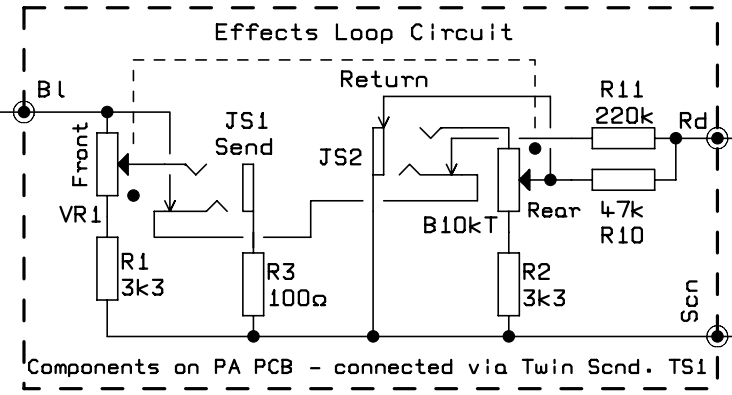 Effects Loop Circuit
Bl
Return
R11
220k
Rd
Front
JS1
Send
JS2
VR1
B10kT
Rear
47k
R10
R1
3k3
R3
100Ω
R2
3k3
Scn
Components on PA PCB - connected via Twin Scnd. TS1